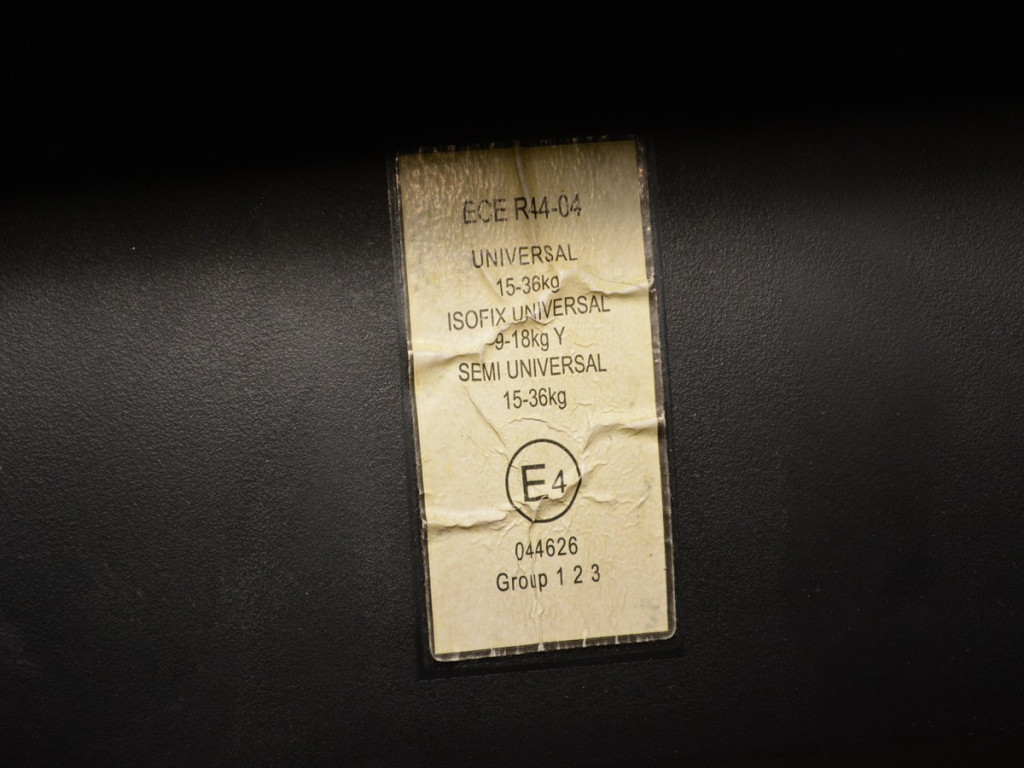 ECE R44-04
UNIVERSAL
15-36kg
ISOFIX UNIVERSAL
9-18kg Y
SEMI UNIVERSAL
15-36kg
E4
044626
Group 1 2 3